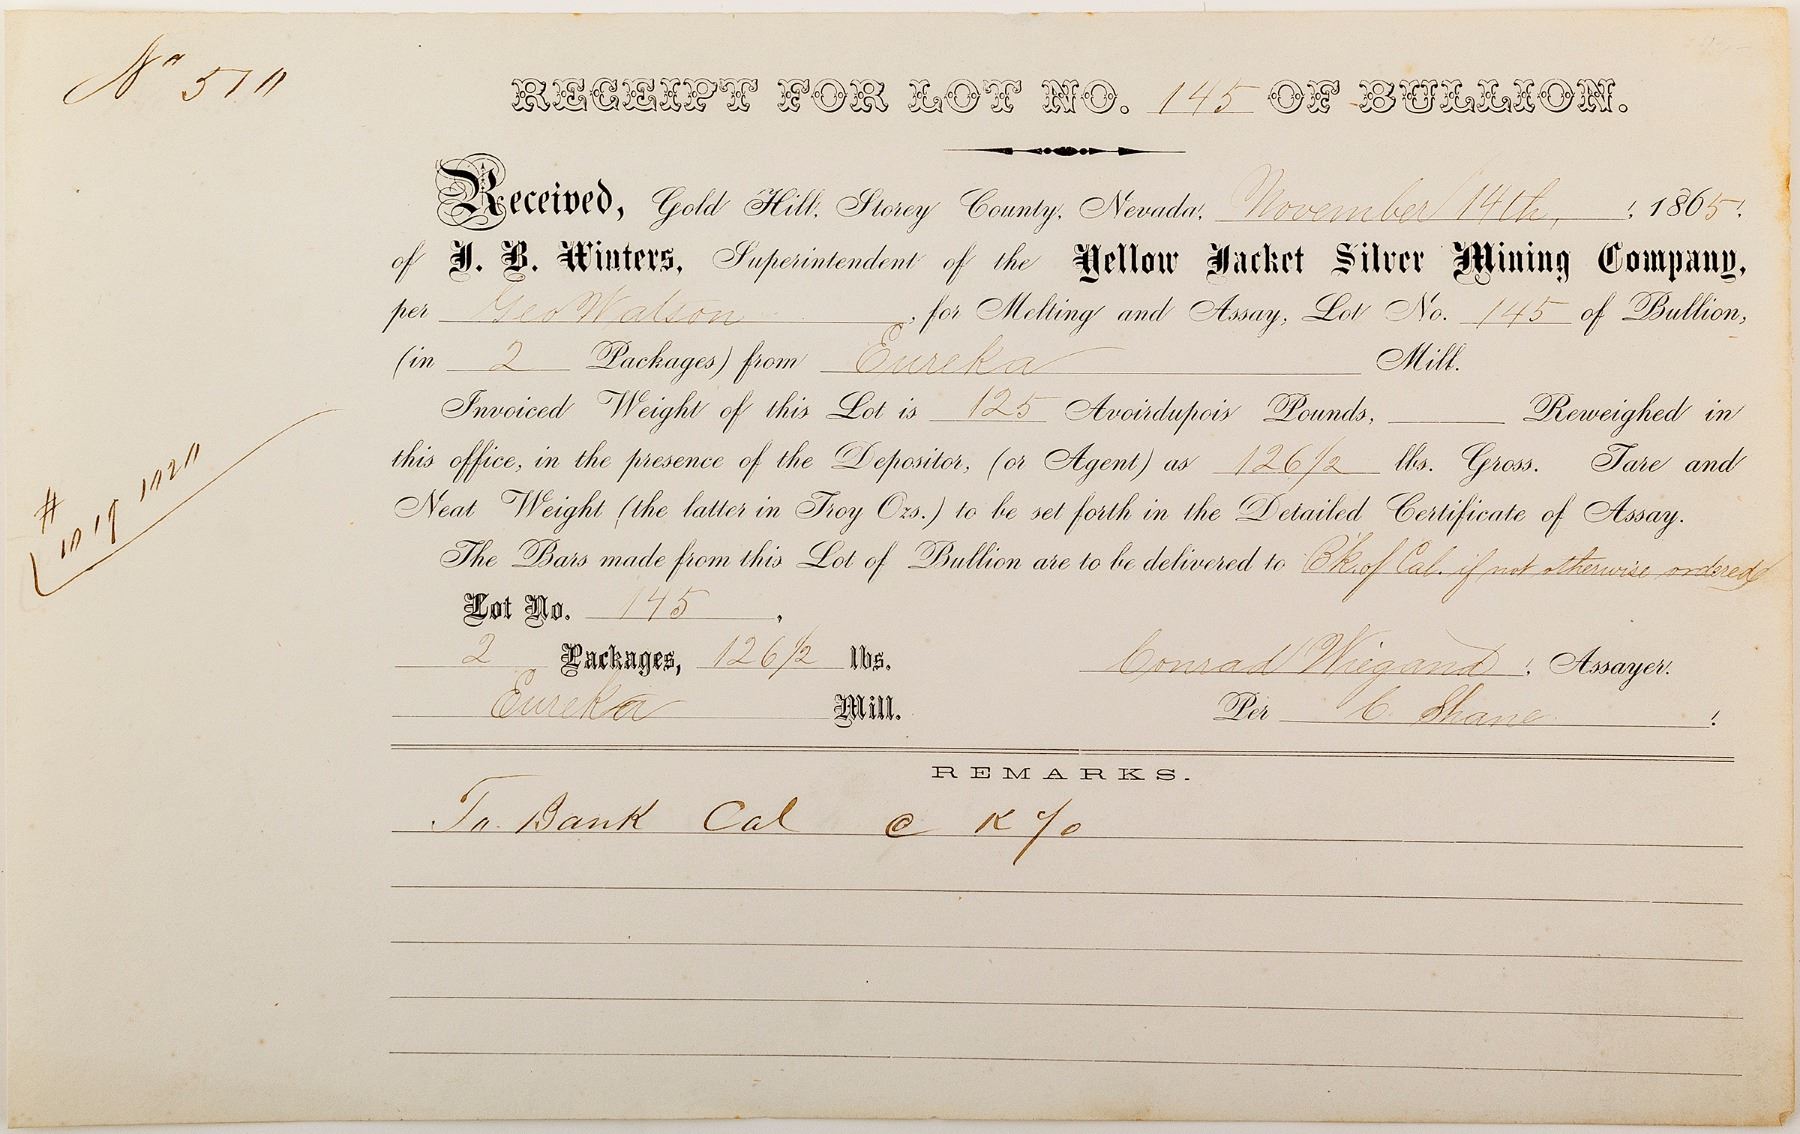 No 510
RECEIPT FOR LOT NO. 145 OF BULLION.
Received, Gold Hill, Storey County, Nevada, November 14th, 1865.
of J. B. Winters, Superintendent of the Yellow Jacket Silver Mining Company,
per Geo Watson, for Melting and Assay, Lot No. 145 of Bullion,
(in 2 Packages) from Eureka Mill.
Invoiced Weight of this Lot is 125 Avoirdupois Pounds, Reweighed in
this office, in the presence of the Depositor, (or Agent) as 126 1/2 lbs. Gross. Tare and
Neat Weight (the latter in Troy Ozs.) to be set forth in the Detailed Certificate of Assay.
The Bars made from this Lot of Bullion are to be delivered to Bk. of Cal. if not otherwise ordered
Lot No. 145,
2 Packages, 126 1/2 lbs.
Eureka Mill.
Conrad Wiegand, Assayer.
Per C. Shane.
REMARKS.
To Bank Cal